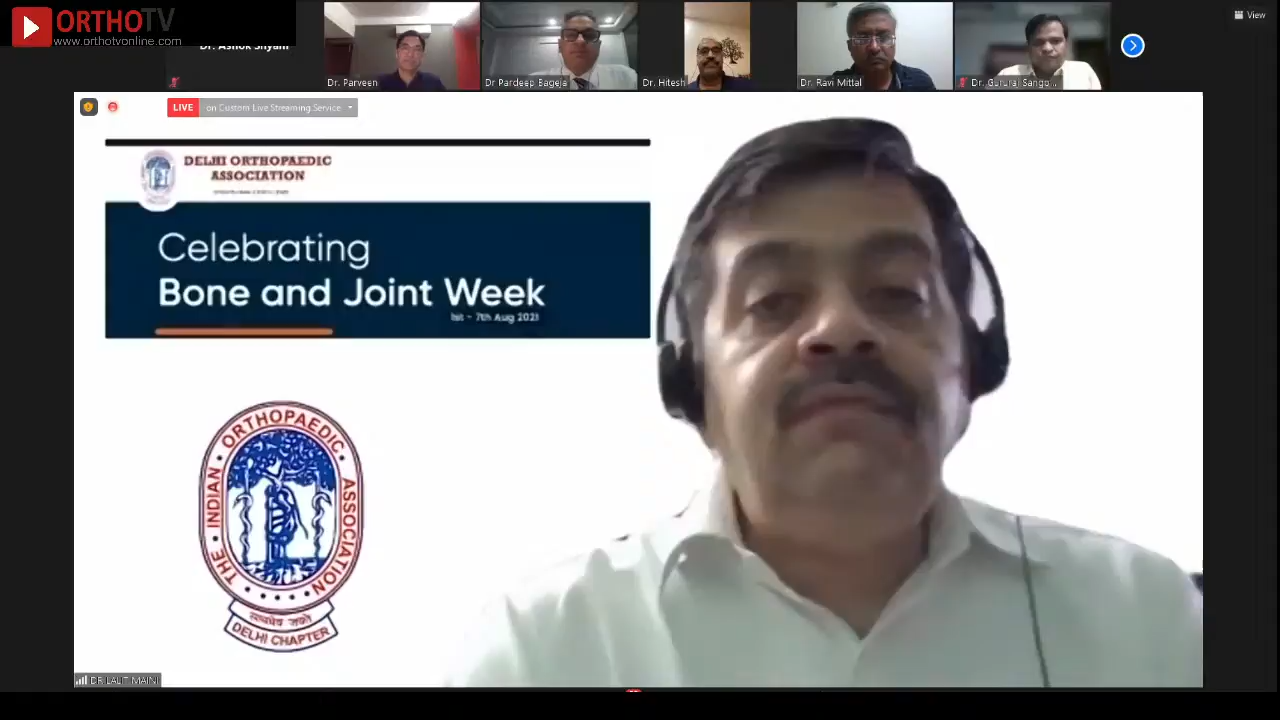 ORTHOTV
www.orthotvonline.com
Dr. Ashok Shyam
Dr. Parveen
Dr Pardeep Bageja
Dr. Hitesh
Dr. Ravi Mittal
Dr. Gururaj Sango...
View
LIVE on Custom Live Streaming Service
DELHI ORTHOPAEDIC
ASSOCIATION
Celebrating
Bone and Joint Week
1st - 7th Aug 2021
THE INDIAN ORTHOPAEDIC ASSOCIATION
DELHI CHAPTER
DR LALIT MAINI